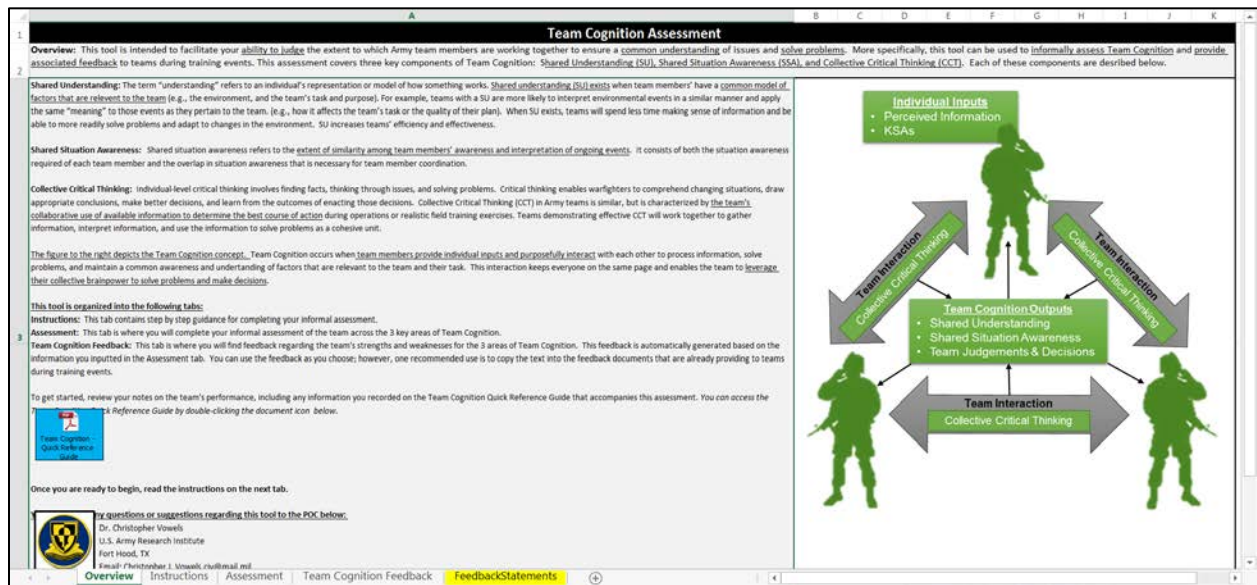 A B C D E F G H I J K
1 Team Cognition Assessment
Overview: This tool is intended to facilitate your ability to judge the extent to which Army team members are working together to ensure a common understanding of issues and solve problems. More specifically, this tool can be used to informally assess Team Cognition and provide
2 associated feedback to teams during training events. This assessment covers three key components of Team Cognition: Shared Understanding (SU), Shared Situation Awareness (SSA), and Collective Critical Thinking (CCT). Each of these components are desribed below.
Shared Understanding: The term "understanding" refers to an individual's representation or model of how something works. Shared understanding (SU) exists when team members' have a common model of
factors that are relevent to the team (e.g., the environment, and the team's task and purpose). For example, teams with a SU are more likely to interpret environmental events in a similar manner and apply
the same "meaning" to those events as they pertain to the team. (e.g., how it affects the team's task or the quality of their plan). When SU exists, teams will spend less time making sense of information and be
able to more readily solve problems and adapt to changes in the environment. SU increases teams' efficiency and effectiveness.
Shared Situation Awareness: Shared situation awareness refers to the extent of similarity among team members' awareness and interpretation of ongoing events. It consists of both the situation awareness
required of each team member and the overlap in situation awareness that is necessary for team member coordination.
Collective Critical Thinking: Individual-level critical thinking involves finding facts, thinking through issues, and solving problems. Critical thinking enables warfighters to comprehend changing situations, draw
appropriate conclusions, make better decisions, and learn from the outcomes of enacting those decisions. Collective Critical Thinking (CCT) in Army teams is similar, but is characterized by the team's
collaborative use of available information to determine the best course of action during operations or realistic field training exercises. Teams demonstrating effective CCT will work together to gather
information, interpret information, and use the information to solve problems as a cohesive unit.
The figure to the right depicts the Team Cognition concept. Team Cognition occurs when team members provide individual inputs and purposefully interact with each other to process information, solve
problems, and maintain a common awareness and undertanding of factors that are relevant to the team and their task. This interaction keeps everyone on the same page and enables the team to leverage
their collective brainpower to solve problems and make decisions.
This tool is organized into the following tabs:
Instructions: This tab contains step by step guidance for completing your informal assessment.
3 Assessment: This tab is where you will complete your informal assessment of the team across the 3 key areas of Team Cognition.
Team Cognition Feedback: This tab is where you will find feedback regarding the team's strengths and weaknesses for the 3 areas of Team Cognition. This feedback is automatically generated based on the
information you inputted in the Assessment tab. You can use the feedback as you choose; however, one recommended use is to copy the text into the feedback documents that are already providing to teams
during training events.
To get started, review your notes on the team's performance, including any information you recorded on the Team Cognition Quick Reference Guide that accompanies this assessment. You can access the
Reference Guide by double-clicking the document icon below.
Team Cognition -
Quick Reference
Guide
Once you are ready to begin, read the instructions on the next tab.
ny questions or suggestions regarding this tool to the POC below:
Dr. Christopher Vowels
U.S. Army Research Institute
Fort Hood, TX
Email: Christopher.L.Vowels.civ@mail.mil
Individual Inputs
• Perceived Information
• KSAs
Team Interaction
Collective Critical Thinking
Team Interaction
Collective Critical Thinking
Team Cognition Outputs
• Shared Understanding
• Shared Situation Awareness
• Team Judgements & Decisions
Team Interaction
Collective Critical Thinking
Overview Instructions Assessment Team Cognition Feedback FeedbackStatements